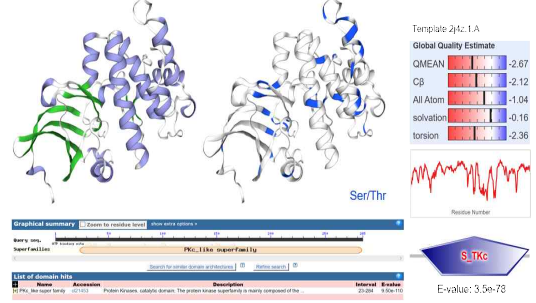 Template 2j4z.1.A
Global Quality Estimate
QMEAN -2.67
Cβ -2.12
All Atom -1.04
solvation -0.16
torsion -2.36
Ser/Thr
Residue Number
Graphical summary Zoom to residue level show extra options »
Query seq.
Superfamilies PKc_like superfamily
Search for similar domain architectures Refine search
S_TKc
E-value: 3.5e-73
List of domain hits
Name Accession Description Interval E-value
PKc_like super family cl21453 Protein Kinases, catalytic domain. The protein kinase superfamily is mainly composed of the ... 23-284 9.50e-110